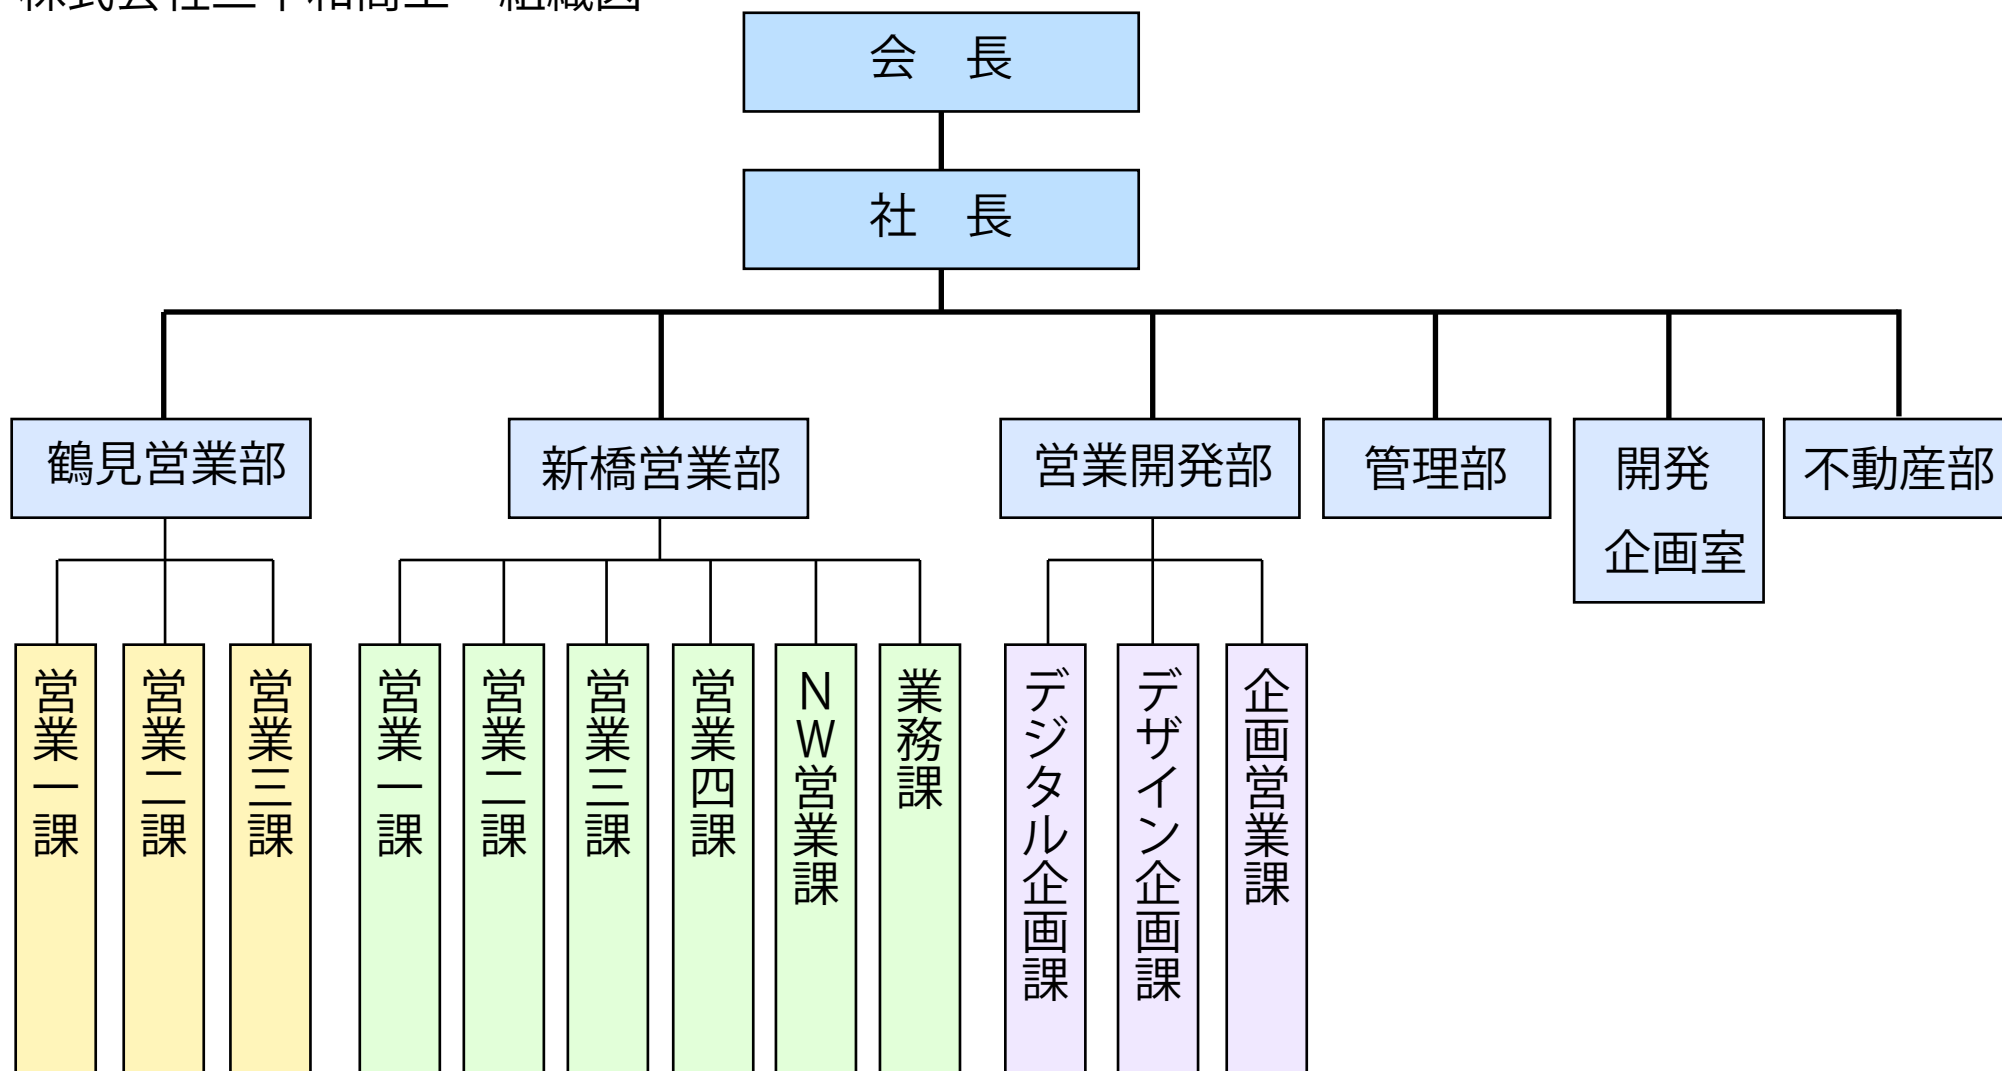 組織図
会　長
社　長
鶴見営業部
新橋営業部
営業開発部
管理部
開発
企画室
不動産部
営業一課
営業二課
営業三課
営業一課
営業二課
営業三課
営業四課
ＮＷ営業課
業務課
デジタル企画課
デザイン企画課
企画営業課